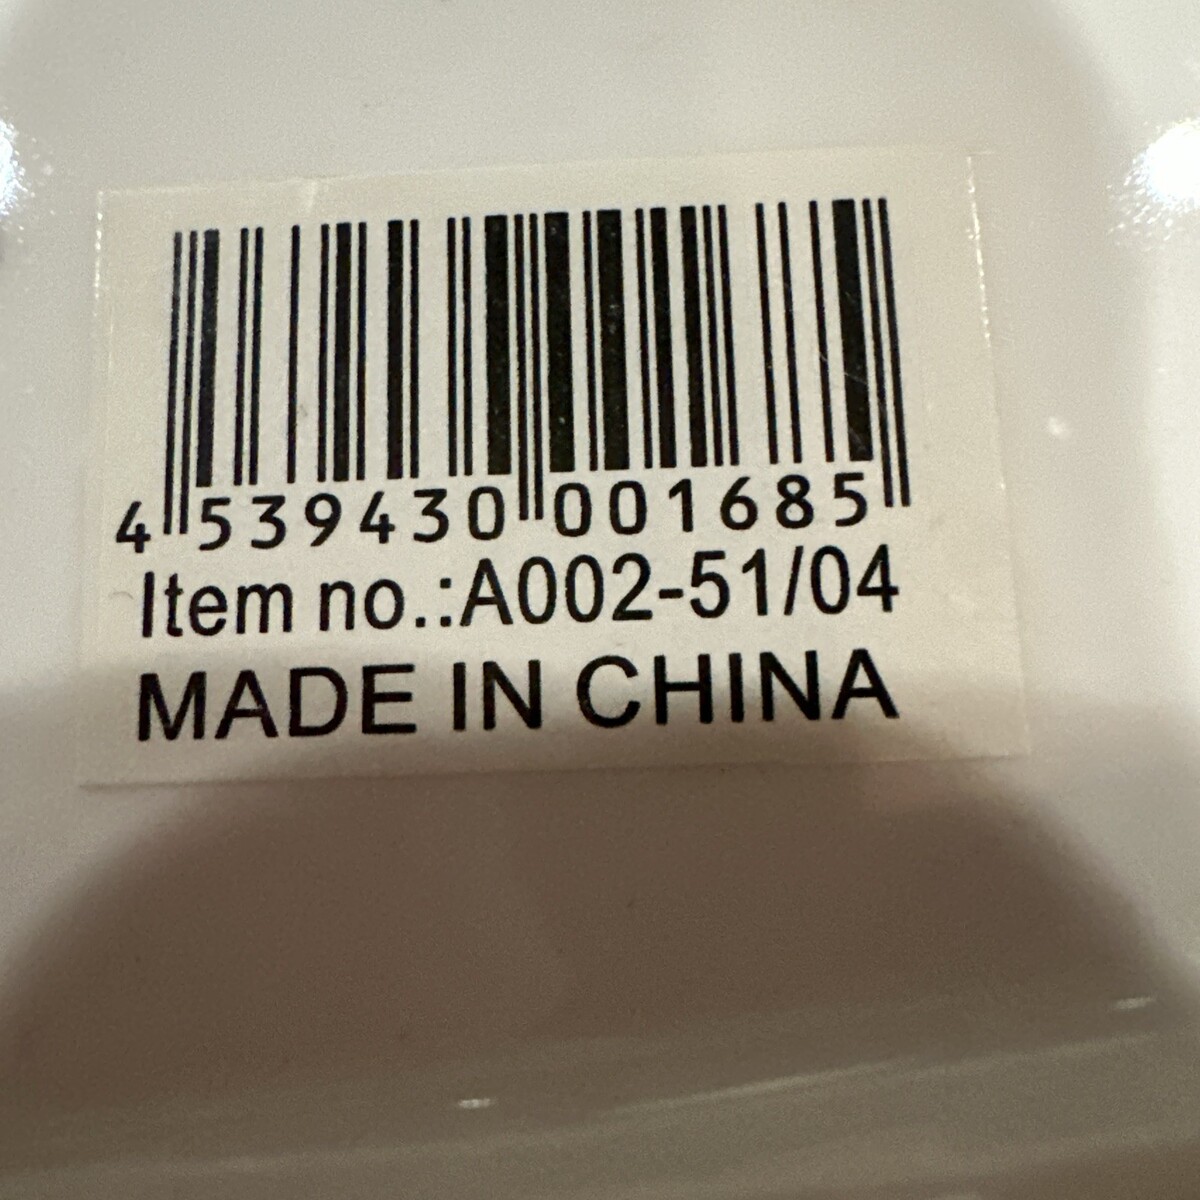 4 539430 001685
Item no.:A002-51/04
MADE IN CHINA